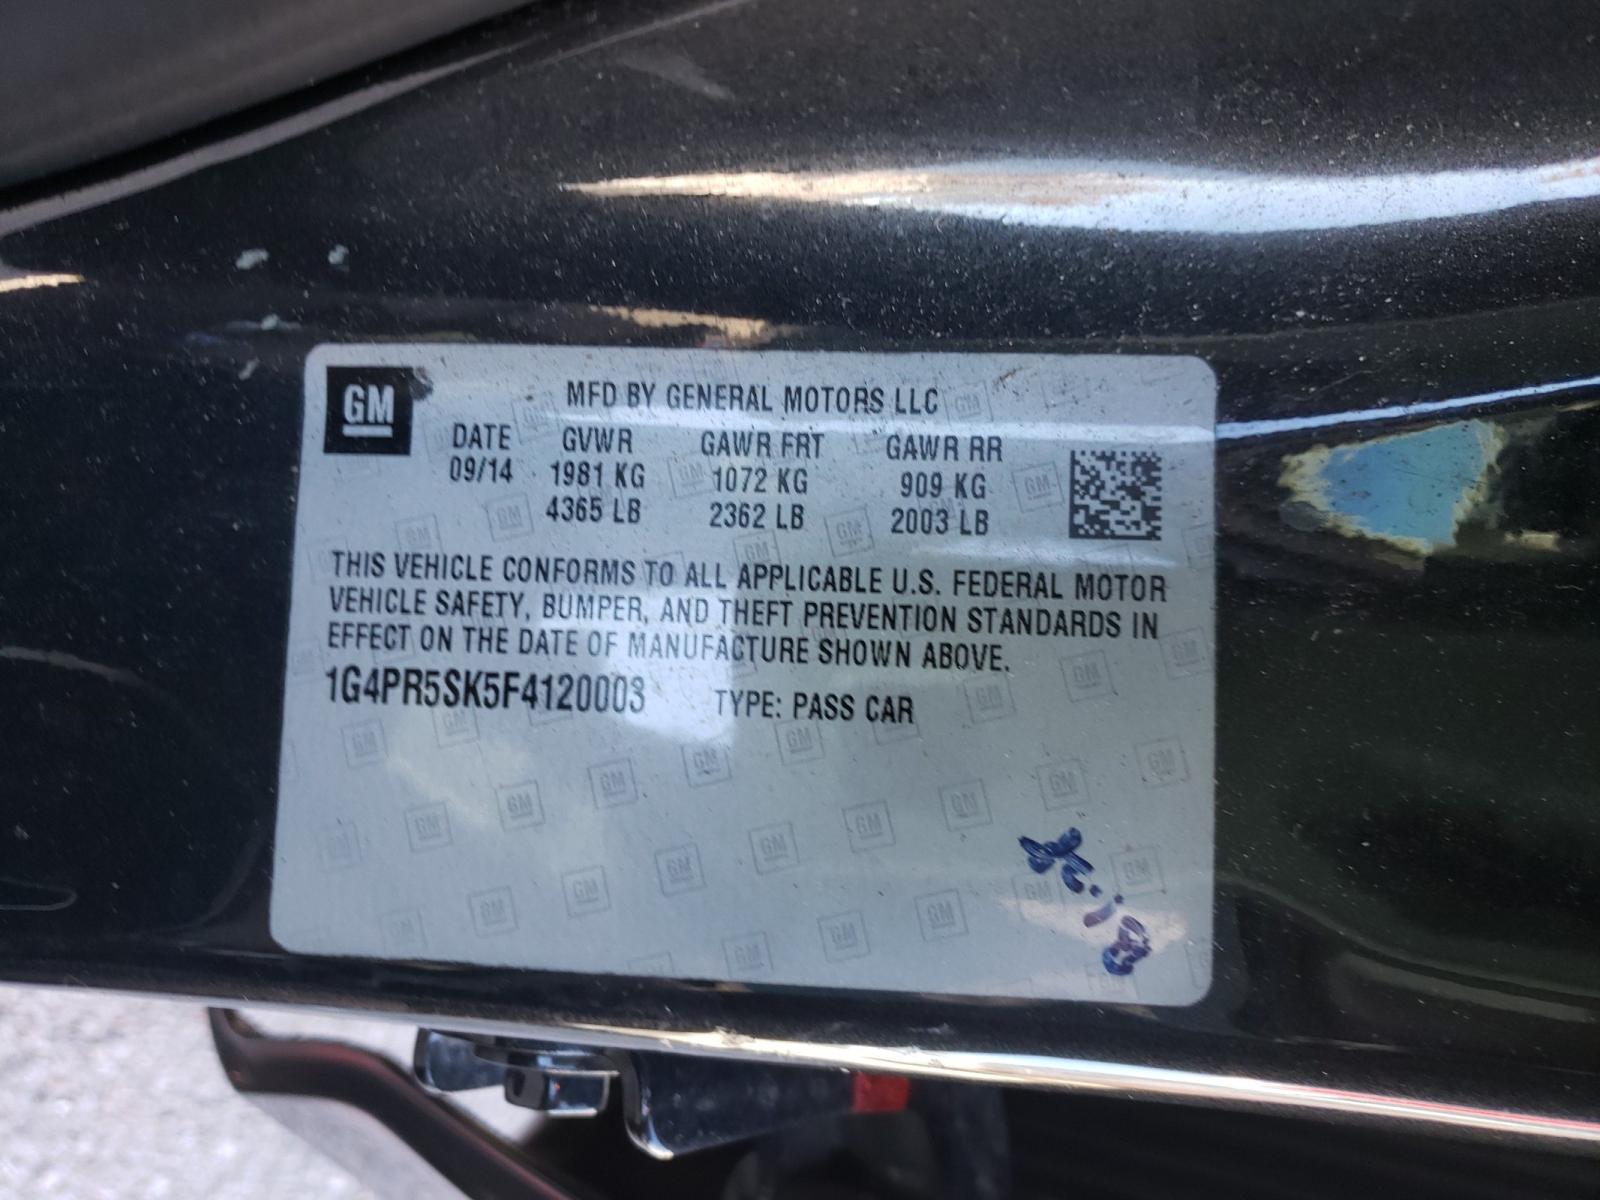 GM
MFD BY GENERAL MOTORS LLC
DATE GVWR GAWR FRT GAWR RR
09/14 1981 KG 1072 KG 909 KG
4365 LB 2362 LB 2003 LB
THIS VEHICLE CONFORMS TO ALL APPLICABLE U.S. FEDERAL MOTOR
VEHICLE SAFETY, BUMPER, AND THEFT PREVENTION STANDARDS IN
EFFECT ON THE DATE OF MANUFACTURE SHOWN ABOVE.
1G4PR5SK5F4120003 TYPE: PASS CAR